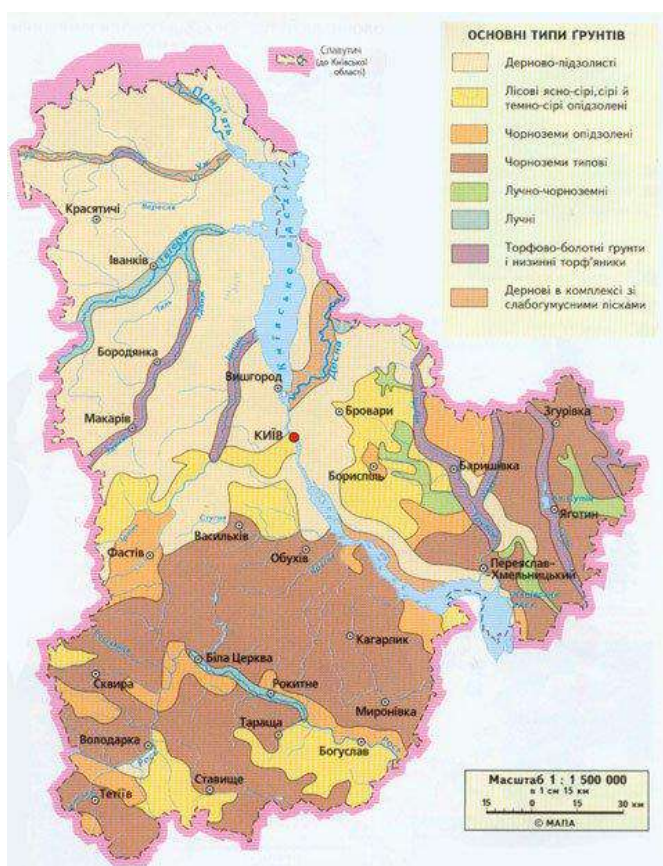 Славутич
(до Київської
області)
ОСНОВНІ ТИПИ ҐРУНТІВ
Дерново-підзолисті
Лісові ясно-сірі, сірі й
темно-сірі опідзолені
Чорноземи опідзолені
Чорноземи типові
Лучно-чорноземні
Лучні
Торфово-болотні ґрунти
і низинні торф'яники
Дернові в комплексі зі
слабогумусними пісками
Прип'ять
Уж
Красятичі
Іванків
Тетерів
Київське вдсх.
Бородянка
Вишгород
Десна
Макарів
КИЇВ
Бровари
Згурівка
Бориспіль
Баришівка
Яготин
Фастів
Васильків
Обухів
Переяслав-
Хмельницький
Кагарлик
Біла Церква
Сквира
Рокитне
Миронівка
Володарка
Тараща
Богуслав
Рось
Ставище
Тетіїв
Масштаб 1 : 1 500 000
в 1 см 15 км
15 0 15 30 км
© МАПА